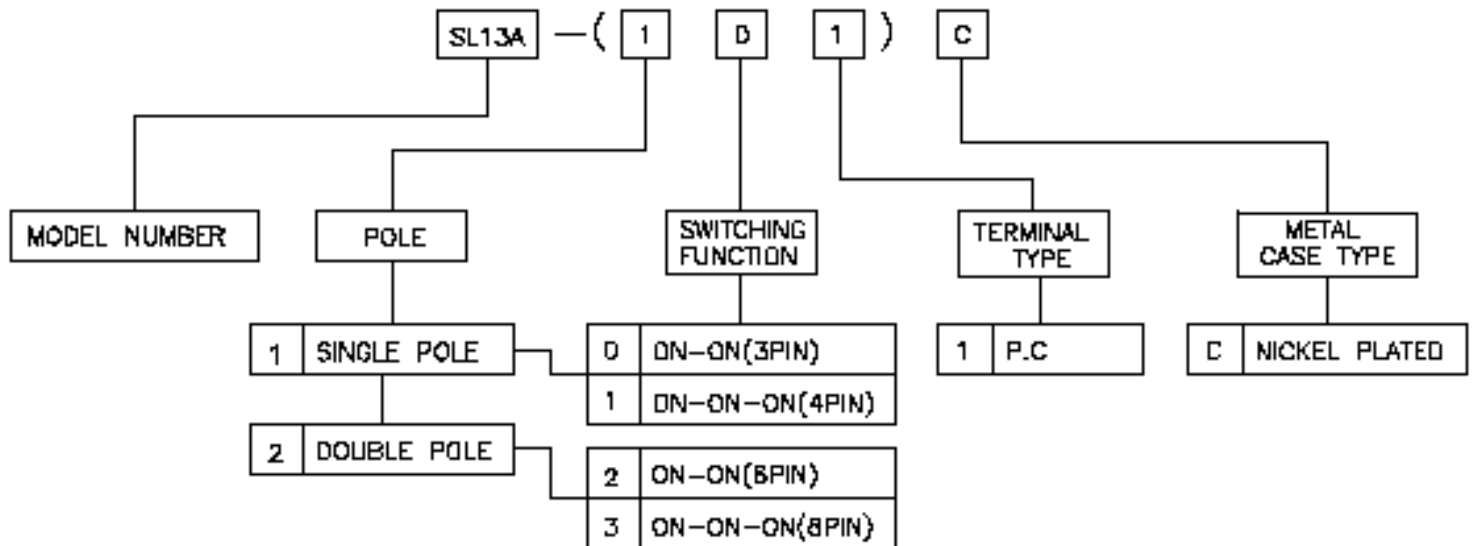 SL13A —( 1 0 1 ) C
MODEL NUMBER
POLE
SWITCHING
FUNCTION
TERMINAL
TYPE
METAL
CASE TYPE
1 SINGLE POLE
2 DOUBLE POLE
0 ON-ON(3PIN)
1 ON-ON-ON(4PIN)
2 ON-ON(6PIN)
3 ON-ON-ON(8PIN)
1 P.C
C NICKEL PLATED